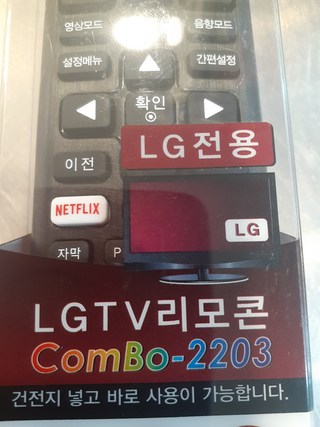 영상모드 음향모드
설정메뉴 간편설정
확인
LG전용
이전
NETFLIX
LG
자막 P
LGTV리모콘
ComBo-2203
건전지 넣고 바로 사용이 가능합니다.